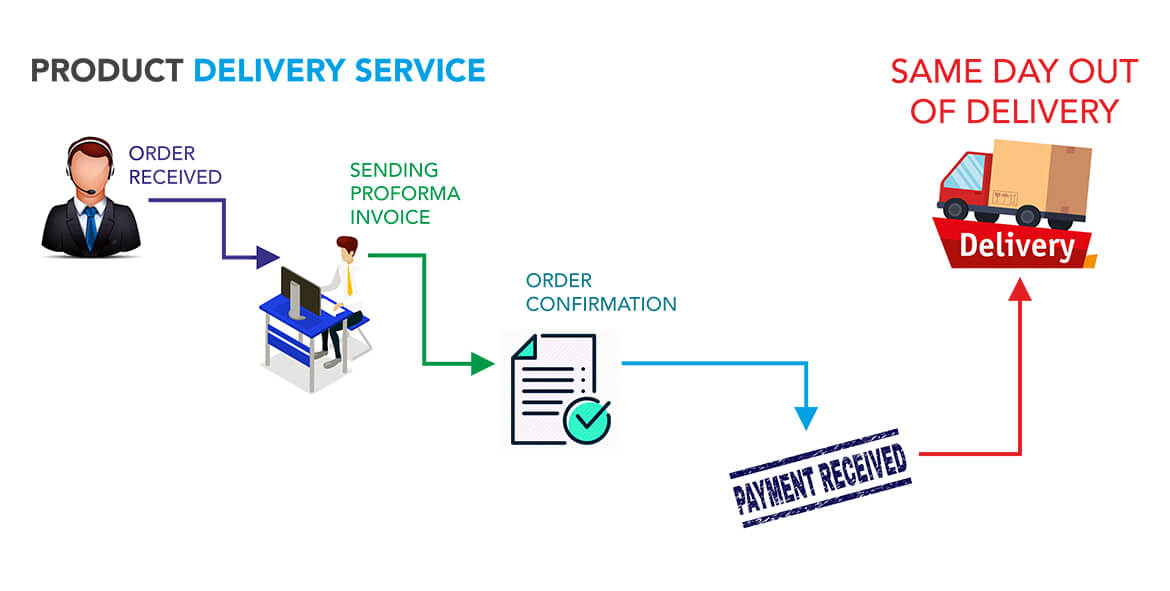 PRODUCT DELIVERY SERVICE
SAME DAY OUT
OF DELIVERY
ORDER
RECEIVED
SENDING
PROFORMA
INVOICE
Delivery
ORDER
CONFIRMATION
PAYMENT RECEIVED